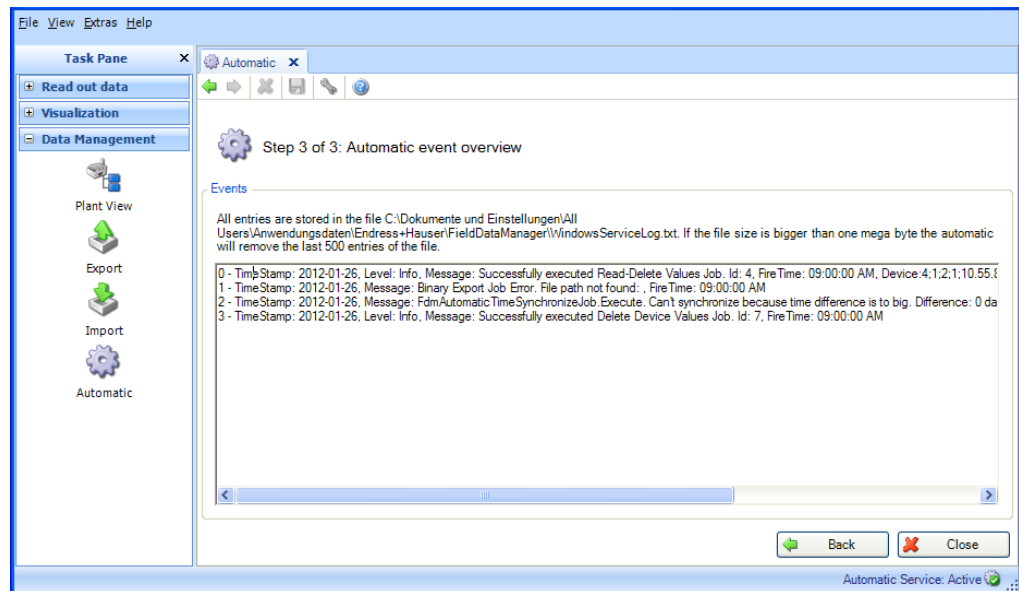 File View Extras Help
Task Pane
Automatic
Read out data
Visualization
Data Management
Plant View
Export
Import
Automatic
Step 3 of 3: Automatic event overview
Events
All entries are stored in the file C:\Dokumente und Einstellungen\All
Users\Anwendungsdaten\Endress+Hauser\FieldDataManager\WindowsServiceLog.txt. If the file size is bigger than one mega byte the automatic
will remove the last 500 entries of the file.
0 - TimeStamp: 2012-01-26, Level: Info, Message: Successfully executed Read-Delete Values Job. Id: 4, FireTime: 09:00:00 AM, Device:4;1;2;1;10.55.8
1 - TimeStamp: 2012-01-26, Message: Binary Export Job Error. File path not found: , FireTime: 09:00:00 AM
2 - TimeStamp: 2012-01-26, Message: FdmAutomaticTimeSynchronizeJob.Execute. Can't synchronize because time difference is to big. Difference: 0 da
3 - TimeStamp: 2012-01-26, Level: Info, Message: Successfully executed Delete Device Values Job. Id: 7, FireTime: 09:00:00 AM
Back
Close
Automatic Service: Active